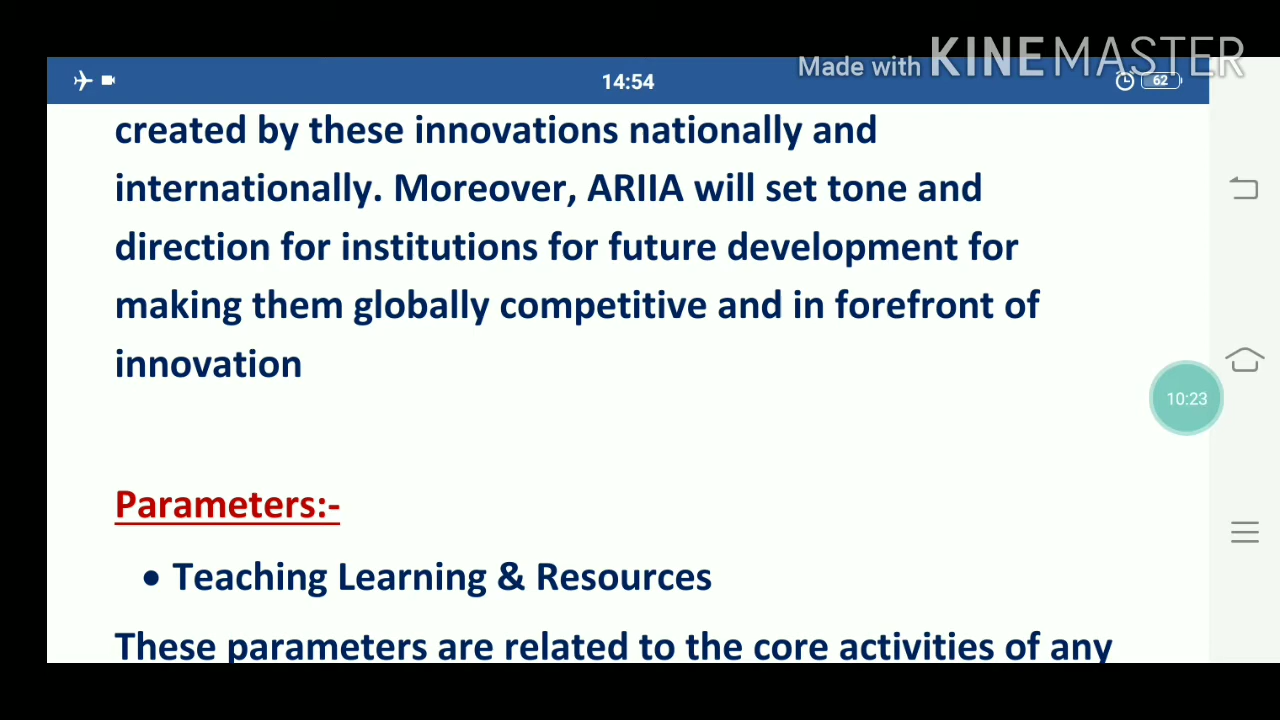 Made with KINEMASTER
14:54
62
created by these innovations nationally and
internationally. Moreover, ARIIA will set tone and
direction for institutions for future development for
making them globally competitive and in forefront of
innovation
10:23
Parameters:-
• Teaching Learning & Resources
These parameters are related to the core activities of any